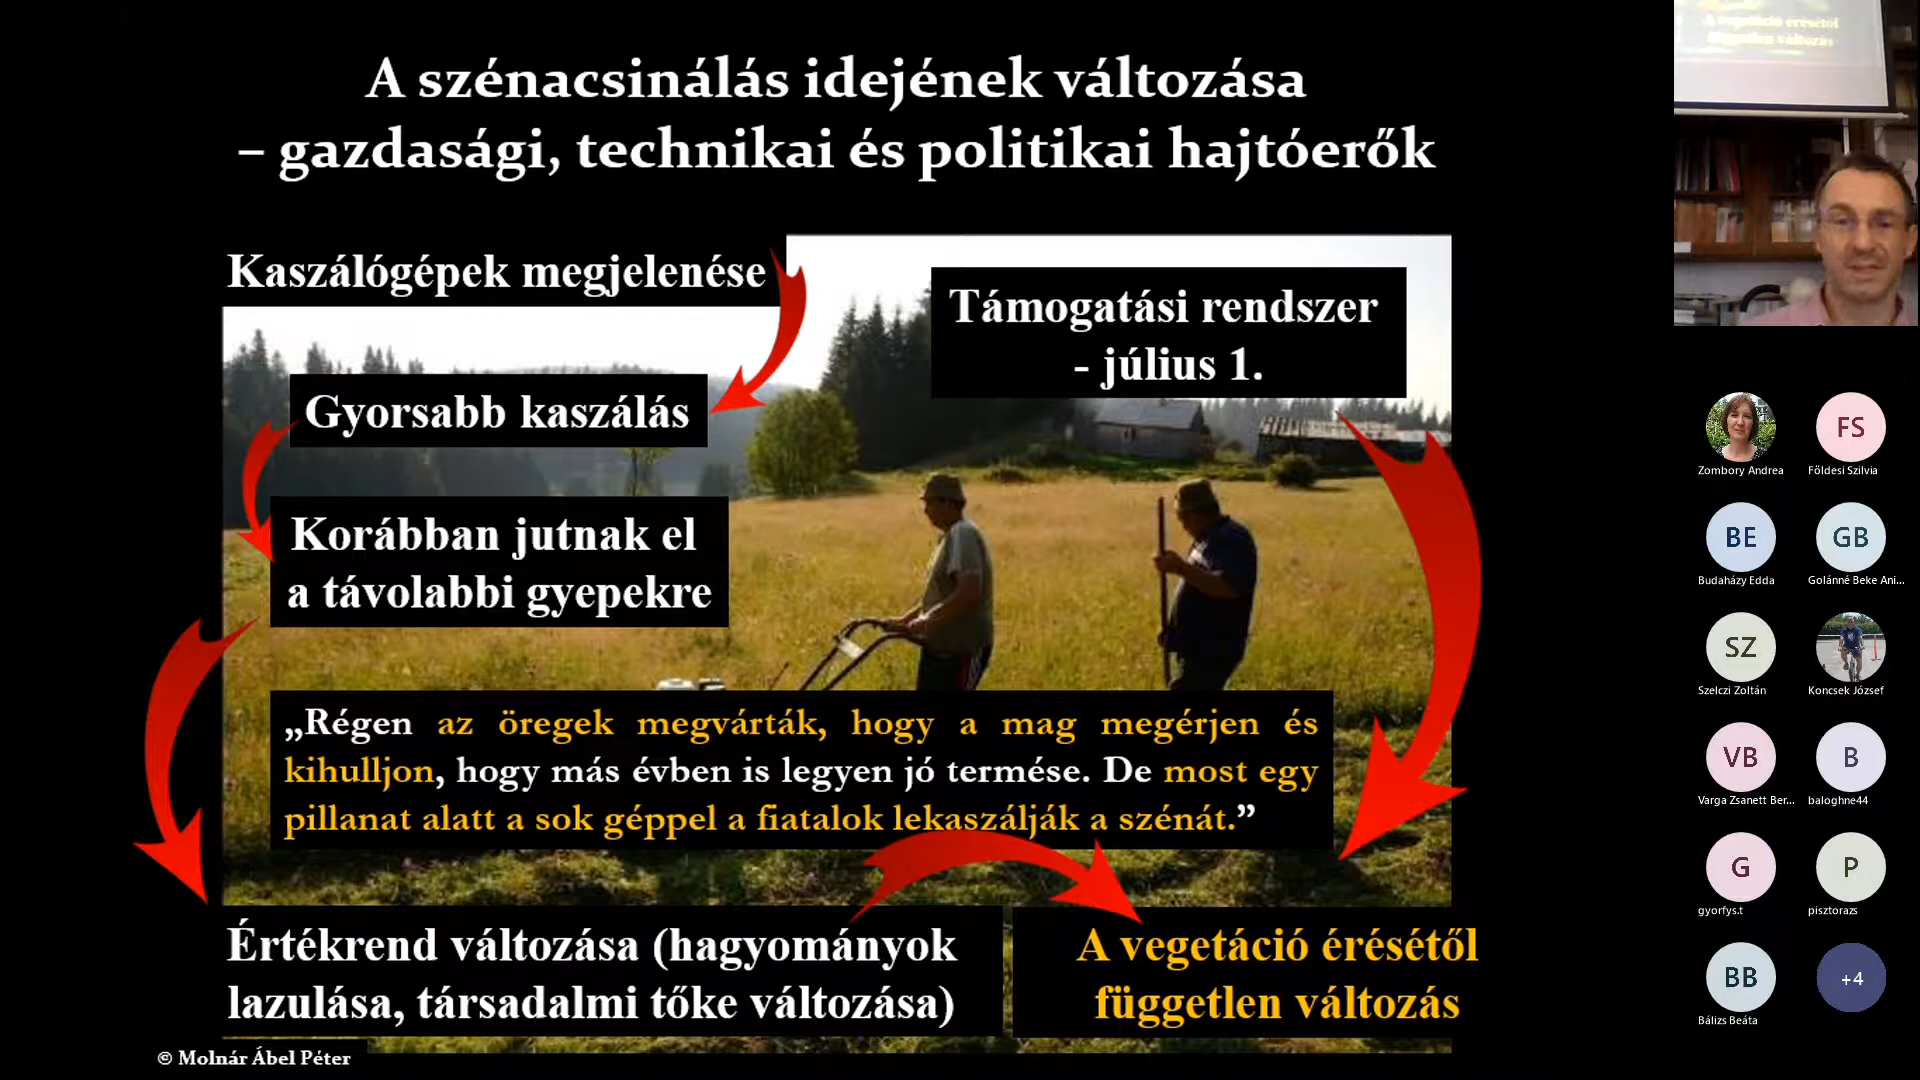 A szénacsinálás idejének változása
– gazdasági, technikai és politikai hajtóerők
Kaszálógépek megjelenése
Támogatási rendszer
- július 1.
Gyorsabb kaszálás
Korábban jutnak el
a távolabbi gyepekre
„Régen az öregek megvárták, hogy a mag megérjen és
kihulljon, hogy más évben is legyen jó termése. De most egy
pillanat alatt a sok géppel a fiatalok lekaszálják a szénát.”
Értékrend változása (hagyományok
lazulása, társadalmi tőke változása)
A vegetáció érésétől
független változás
© Molnár Ábel Péter
A vegetáció érésétől
független változás
Zombory Andrea
FS
Földesi Szilvia
BE
Budaházy Edda
GB
Golánné Beke Ani...
SZ
Szelczi Zoltán
Koncsek József
VB
Varga Zsanett Ber...
B
baloghne44
G
gyorfys.t
P
pisztorazs
BB
Bálizs Beáta
+4